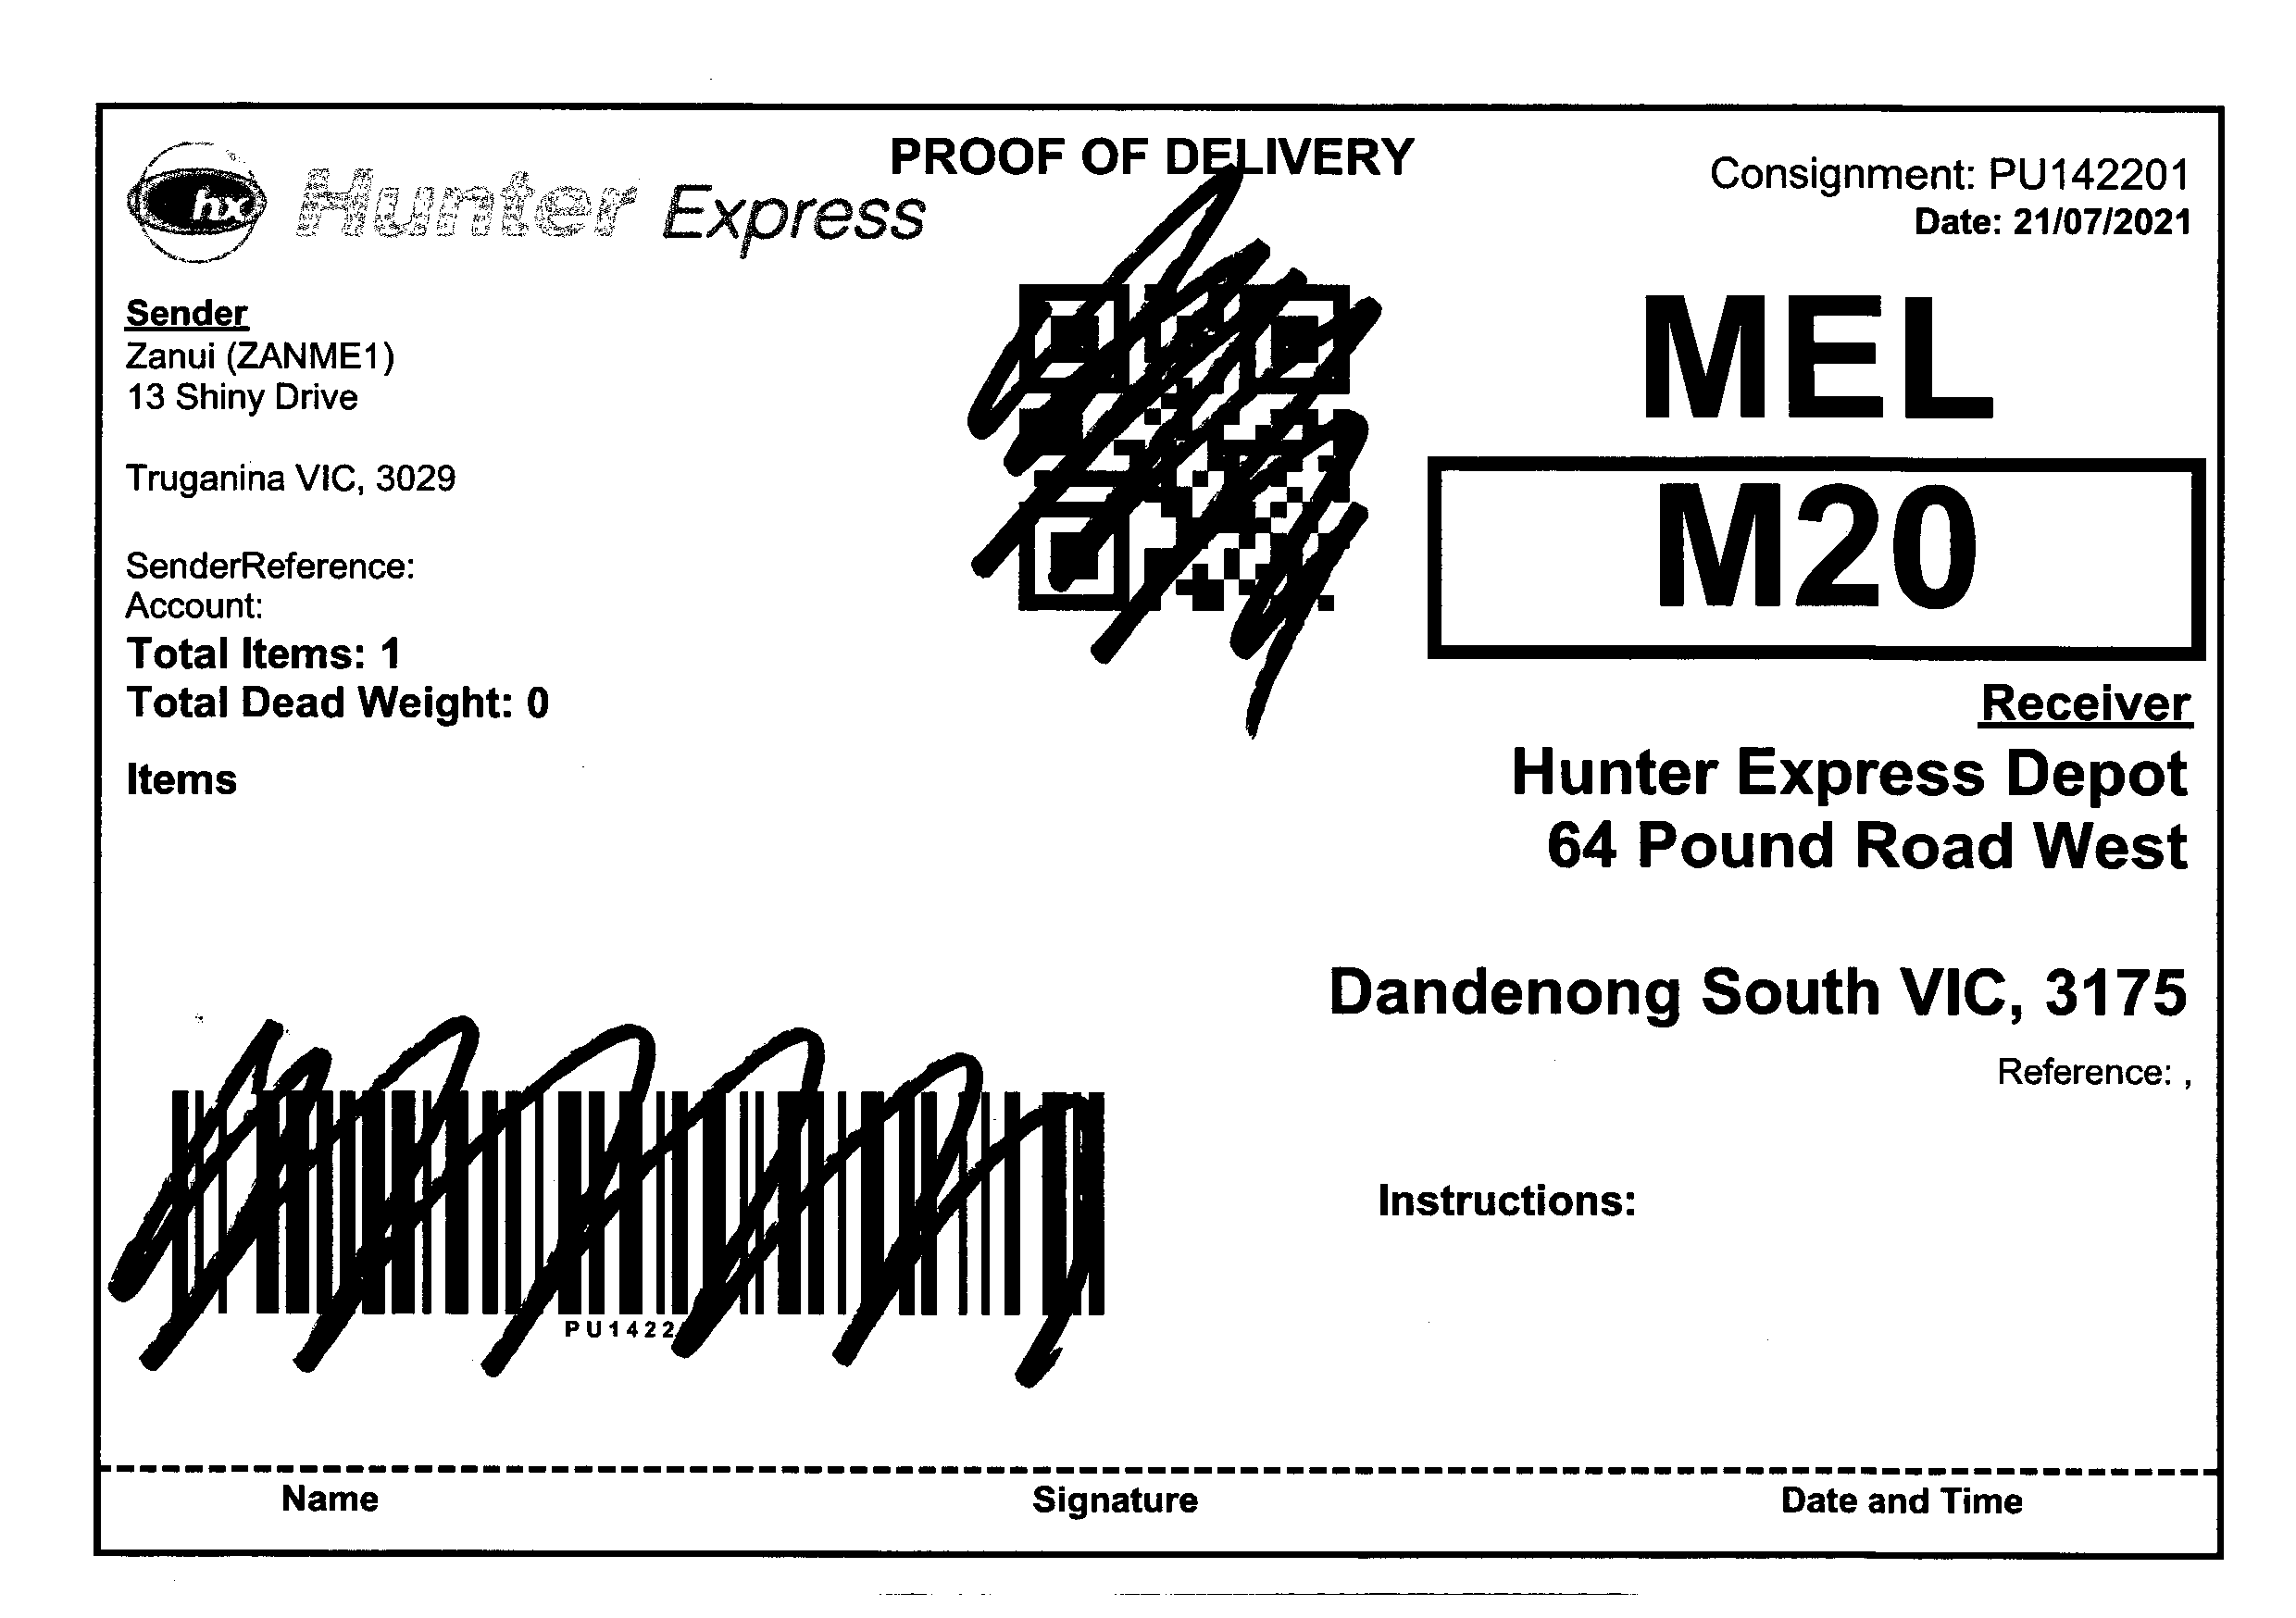 PROOF OF DELIVERY
hx Hunter Express
Consignment: PU142201
Date: 21/07/2021
Sender
Zanui (ZANME1)
13 Shiny Drive
Truganina VIC, 3029
SenderReference:
Account:
Total Items: 1
Total Dead Weight: 0
Items
MEL
M20
Receiver
Hunter Express Depot
64 Pound Road West
Dandenong South VIC, 3175
Reference: ,
Instructions:
PU1422
Name
Signature
Date and Time